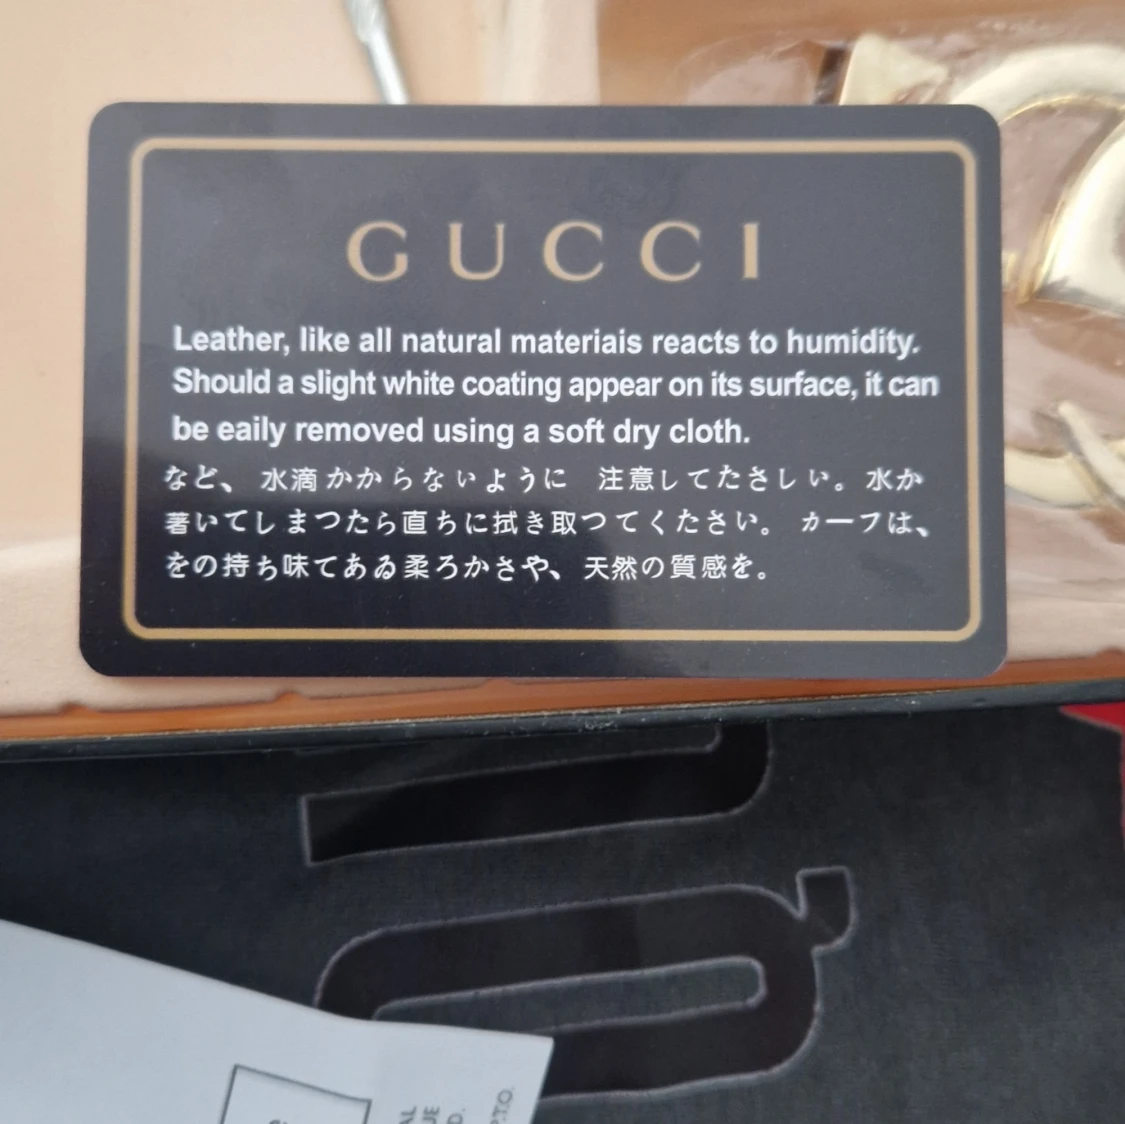 GUCCI
Leather, like all natural materiais reacts to humidity.
Should a slight white coating appear on its surface, it can
be eaily removed using a soft dry cloth.
など、水滴かからないように 注意してたさしい。水か
著いてしまつたら直ちに拭き取つてくたさい。 カーフは、
をの持ち味てあゐ柔ろかさや、天然の質感を。
P.T.O.